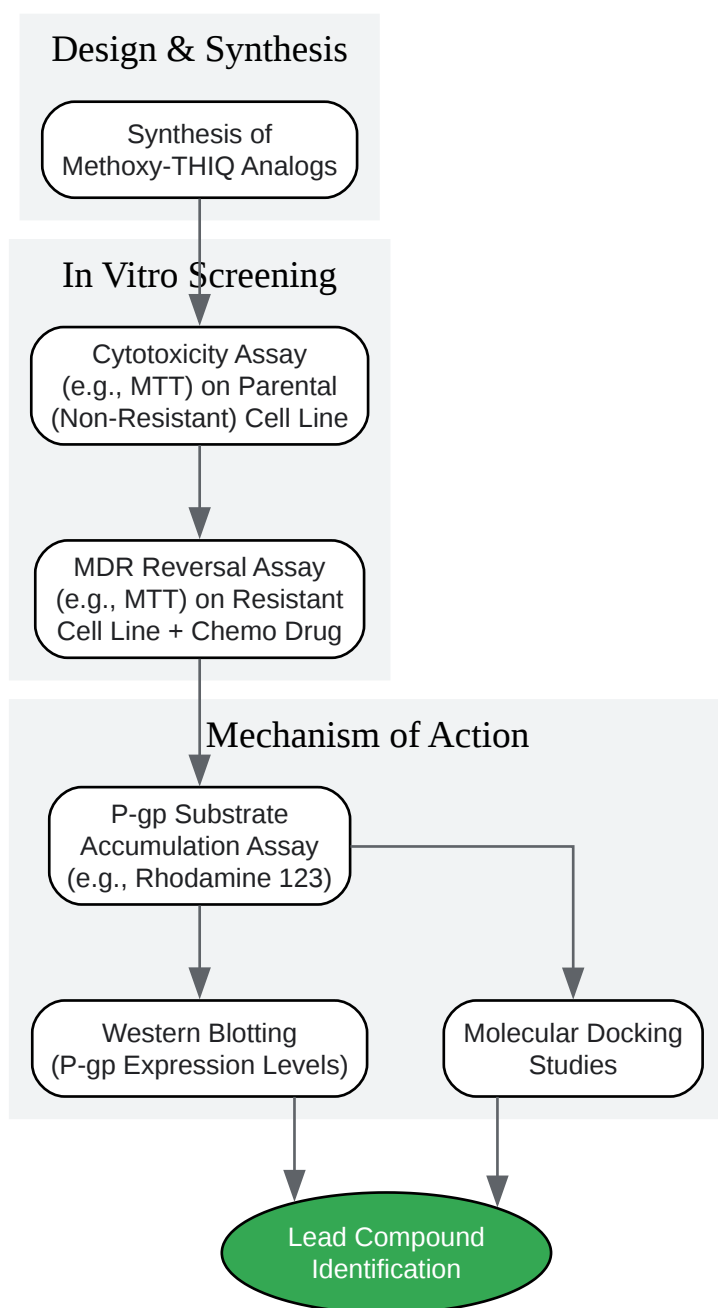 Design & Synthesis
Synthesis of
Methoxy-THIQ Analogs
In Vitro Screening
Cytotoxicity Assay
(e.g., MTT) on Parental
(Non-Resistant) Cell Line
MDR Reversal Assay
(e.g., MTT) on Resistant
Cell Line + Chemo Drug
Mechanism of Action
P-gp Substrate
Accumulation Assay
(e.g., Rhodamine 123)
Western Blotting
(P-gp Expression Levels)
Molecular Docking
Studies
Lead Compound
Identification